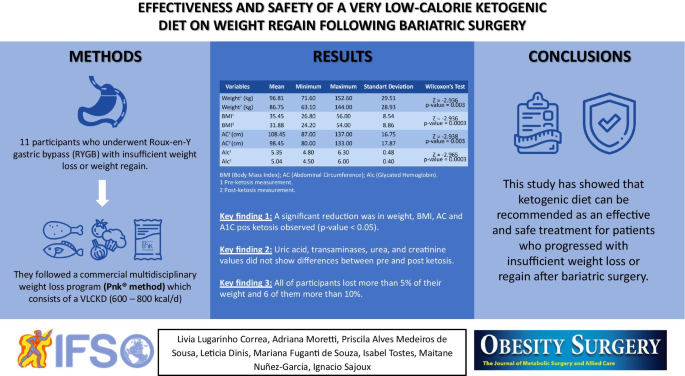 EFFECTIVENESS AND SAFETY OF A VERY LOW-CALORIE KETOGENIC
DIET ON WEIGHT REGAIN FOLLOWING BARIATRIC SURGERY
METHODS
11 participants who underwent Roux-en-Y
gastric bypass (RYGB) with insufficient weight
loss or weight regain.
They followed a commercial multidisciplinary
weight loss program (Pnk® method) which
consists of a VLCKD (600 – 800 kcal/d)
RESULTS
Variables Mean Minimum Maximum Standart Deviation Wilcoxon's Test
Weight¹ (kg) 96.81 71.60 152.60 29.51 Z = -2.936
Weight² (kg) 86.75 63.10 144.00 28.93 p-value = 0.003
BMI¹ 35.45 26.80 56.00 8.54 Z = -2.936
BMI² 31.88 24.20 54.00 8.86 p-value = 0.0003
AC¹ (cm) 108.45 87.00 137.00 16.75 Z = -2.938
AC² (cm) 98.45 80.00 133.00 17.87 p-value = 0.003
A1c¹ 5.35 4.80 6.30 0.48 Z = -2.965
A1c² 5.04 4.50 6.00 0.40 p-value = 0.0003
BMI (Body Mass Index); AC (Abdominal Circumference); A1c (Glycated Hemoglobin).
1 Pre-ketosis measurement.
2 Post-ketosis measurement.
Key finding 1: A significant reduction was in weight, BMI, AC and
A1C pos ketosis observed (p-value < 0.05).
Key finding 2: Uric acid, transaminases, urea, and creatinine
values did not show differences between pre and post ketosis.
Key finding 3: All of participants lost more than 5% of their
weight and 6 of them more than 10%.
CONCLUSIONS
This study has showed that
ketogenic diet can be
recommended as an effective
and safe treatment for patients
who progressed with
insufficient weight loss or
regain after bariatric surgery.
IFSO
Livia Lugarinho Correa, Adriana Moretti, Priscila Alves Medeiros de
Sousa, Leticia Dinis, Mariana Fuganti de Souza, Isabel Tostes, Maitane
Nuñez-Garcia, Ignacio Sajoux
OBESITY SURGERY
The Journal of Metabolic Surgery and Allied Care